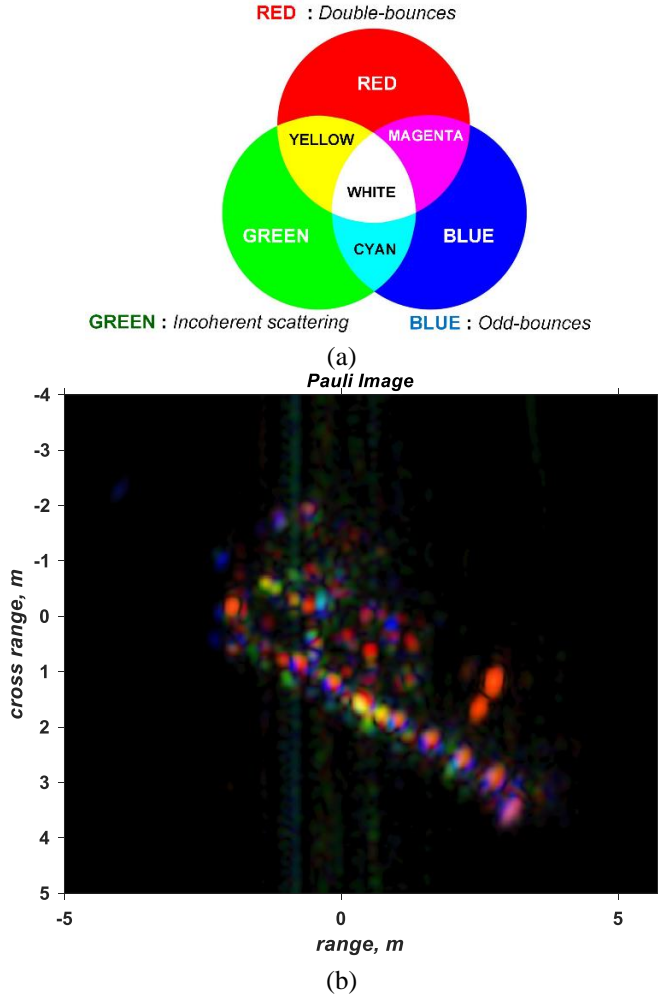 RED : Double-bounces
RED
YELLOW
MAGENTA
WHITE
GREEN
CYAN
BLUE
GREEN : Incoherent scattering
BLUE : Odd-bounces
(a)
Pauli Image
-4
-3
-2
-1
0
1
2
3
4
5
cross range, m
-5
0
5
range, m
(b)